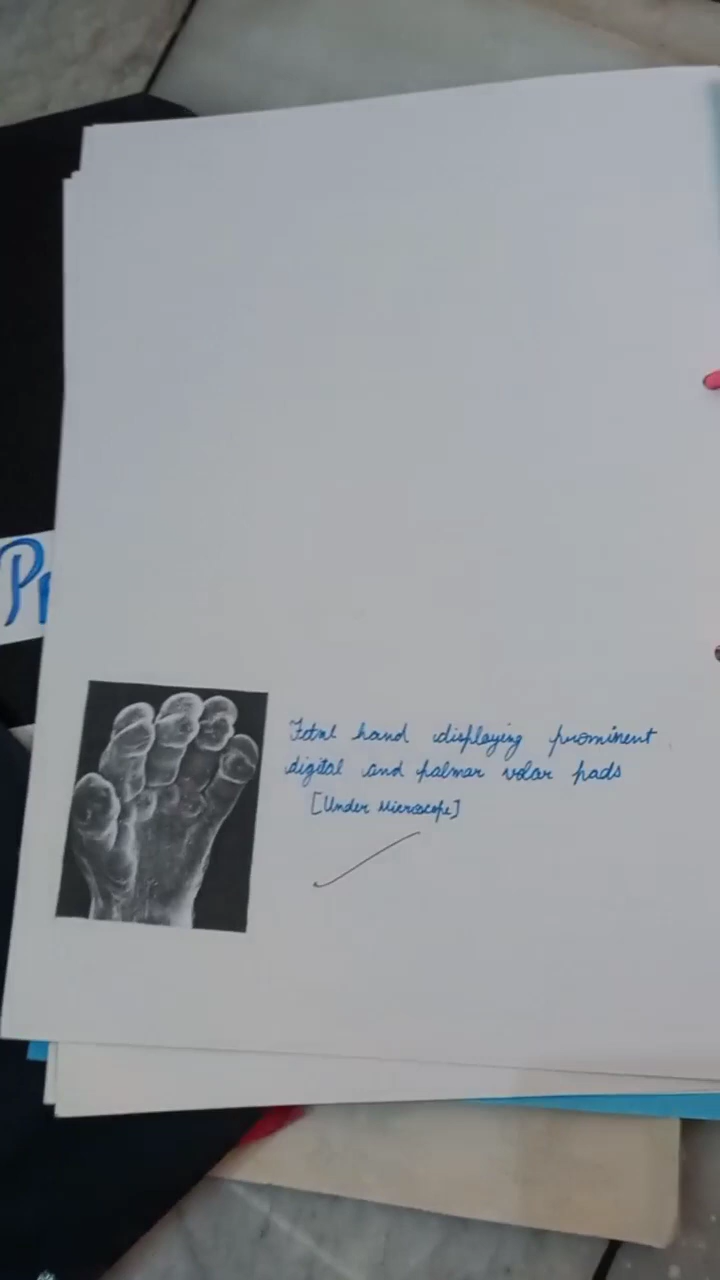 Fetal hand displaying prominent
digital and palmar volar pads
[Under Microscope]